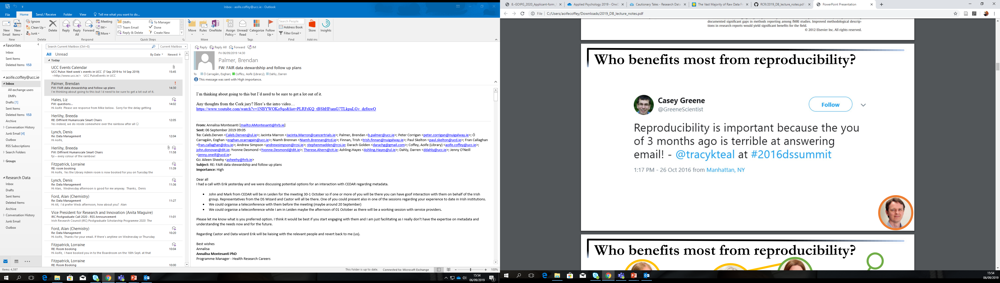 Inbox - aoife.coffey@ucc.ie - Outlook
File Home Send / Receive Folder View Tell me what you want to do...
New Email
New Items
Ignore
Clean Up
Junk
Delete
Reply
Reply All
Forward
Meeting
IM
More
DMPs
Team Email
Reply & Delete
To Manager
Done
Create New
Move
Rules
OneNote
Assign Policy
Unread/ Read
Categorize
Follow Up
Search People
Address Book
Filter Email
Store
Insights
New Delete Respond Quick Steps Move Tags Find Add-ins
Favorites
Inbox
Sent Items
Deleted Items 153
aoife.coffey@ucc.ie
Inbox
All exchange users
DMPs
Drafts [1]
Sent Items
Deleted Items 153
Archive
Conversation History
Junk Email [4]
Outbox
RSS Subscriptions
Search Folders
Groups
Research Data
Inbox
Drafts
Sent Items
Deleted Items
Archive
Conversation History
Junk Email
Outbox
Items: 4,597
Search Current Mailbox (Ctrl+E) Current Mailbox
All Unread By Date Newest
Today
UCC Events Calendar
UCC Pulse: Next week's events in UCC (7 Sep 2019 to 14 Sep 2019) 15:45
<http://www.ucc.ie/> UCC PulseEvents in UCC
Palmer, Brendan
FW: FAIR data stewardship and follow up plans 14:30
I'm thinking about going to this but I'd need to be sure to get a lot out of it.
Hales, Liz
FW: questions... 14:02
Hi Aoife Please see response from Mike below. Sorry for the delay getting
Herlihy, Breeda
RE: Diffrient Humanscale Smart Chairs 12:05
Yes indeed, we do reside somewhere over the rainbow after all ☺
Lynch, Denis
Re: Data Management 12:04
Hi Aoife,
Herlihy, Breeda
FW: Diffrient Humanscale Smart Chairs 11:58
fyi – every colour of the rainbow!
Fitzpatrick, Lorraine
RE: room booking 11:39
Hi Aoife, Yes the Library Admin room is now booked for you on Tuesday the
Lynch, Denis
Re: Data Management 11:36
Hi Alan, Wednesday afternoon is good for me anyway. Thanks, Denis
Ford, Alan (Chemistry)
Re: Data Management 11:27
Hi All, I'd prefer Weds afternoon, how about you? Alan
Vice President for Research and Innovation (Anita Maguire)
IRC Postgraduate Call 2020 - RSS Announcement 11:01
Irish Research Council (IRC) Postgraduate Scholarship Programme 2020 The
Ford, Alan (Chemistry)
Re: Data Management 10:20
Hi Aoife, Thanks for your email. If there's anytime on Wednesday or Thursday
Fitzpatrick, Lorraine
RE: Room booking 10:04
Hi Aoife, I have booked you in to the Boardroom on the 16th Sept. at that
Fitzpatrick, Lorraine
RE: Room Booking 10:00
Reply Reply All Forward IM
Fri 06/09/2019 14:30
Palmer, Brendan
FW: FAIR data stewardship and follow up plans
To Ó Carragáin, Eoghan; Coffey, Aoife (Library); Dahly, Darren
This message was sent with High importance.
I'm thinking about going to this but I'd need to be sure to get a lot out of it.
Any thoughts from the Cork jury? Here's the intro video…
https://www.youtube.com/watch?v=1NBYWOKo9qo&list=PLRFrKQ_tBSltHFumG7TLkpuLGv_dz8xwO
From: Annalisa Montesanti [mailto:AMontesanti@hrb.ie]
Sent: 06 September 2019 09:05
To: Caleb.Derven <Caleb.Derven@ul.ie>; Jacinta Marron <Jacinta.Marron@cancertrials.ie>; Palmer, Brendan <b.palmer@ucc.ie>; Peter Corrigan <peter.corrigan@nuigalway.ie>; Ó
Carragáin, Eoghan <eoghan.ocarragain@ucc.ie>; Niamh Brennan <Niamh.Brennan@tcd.ie>; Finnan, Trish <trish.finnan@nuigalway.ie>; Paul Skelton <paul.skelton@ucd.ie>; Fran Callaghan
<fran.callaghan@dcu.ie>; Andrew Simpson <andrewsimpson@rcsi.ie>; stephenmadden@rcsi.ie; Darach Golden <darachg@gmail.com>; Coffey, Aoife (Library) <aoife.coffey@ucc.ie>;
john.donovan@dit.ie; Yvonne Desmond <Yvonne.Desmond@dit.ie>; Therese.Ahern@cit.ie; Ashling.Hayes <Ashling.Hayes@ul.ie>; Dahly, Darren <ddahly@ucc.ie>; Jenny O'Neill
<jenny.oneill@ucd.ie>
Cc: Aileen Sheehy <asheehy@hrb.ie>
Subject: RE: FAIR data stewardship and follow up plans
Importance: High
Dear all
I had a call with Erik yesterday and we were discussing potential options for an interaction with CEDAR regarding metadata.
• John and Mark from CEDAR will be in Leiden for the meeting 30-1 October so if one or more of you will be there you can have goof interaction with them on behalf of the Irish
group. Representatives from the DS Wizard and Castor will all be there. One of you could present also in one of the sessions regarding your experience to date in Irish institutions.
• We could organise a teleconference with them before the meeting (maybe around 20 September)
• We could organise a teleconference while I am in Leiden maybe the afternoon of 01 October as there will be a working session with service providers.
Please let me know what is you preferred option. I think it would be best if you start engaging with them and I am just facilitating as I really don't have the expertise on metadata and
understanding the needs now and for the future.
Regarding Castor and Data wizard Erik will be liaising with the relevant people and revert back to me (us).
Best wishes
Annalisa
Annalisa Montesanti PhD
Programme Manager - Health Research Careers
This folder is up to date. Connected to: Microsoft Exchange 100%
15:54
06/09/2019
8.-GOIPG_2020_Applicant-form_ Applied Psychology 2019 - OneD Cautionary Tales - Research Data The Vast Majority of Raw Data Fr RCR/2019_DB_lecture_notes.pdf PowerPoint Presentation
File C:/Users/aoifecoffey/Downloads/2019_DB_lecture_notes.pdf
documented significant gaps in methods reporting among fMRI studies. Improved methodological descrip-
tions in research reports would yield significant benefits for the field.
© 2012 Elsevier Inc. All rights reserved.
Who benefits most from reproducibility?
Casey Greene
@GreeneScientist
Follow
Reproducibility is important because the you
of 3 months ago is terrible at answering
email! - @tracykteal at #2016dssummit
1:17 PM - 26 Oct 2016 from Manhattan, NY
Who benefits most from reproducibility?
15:54
06/09/2019